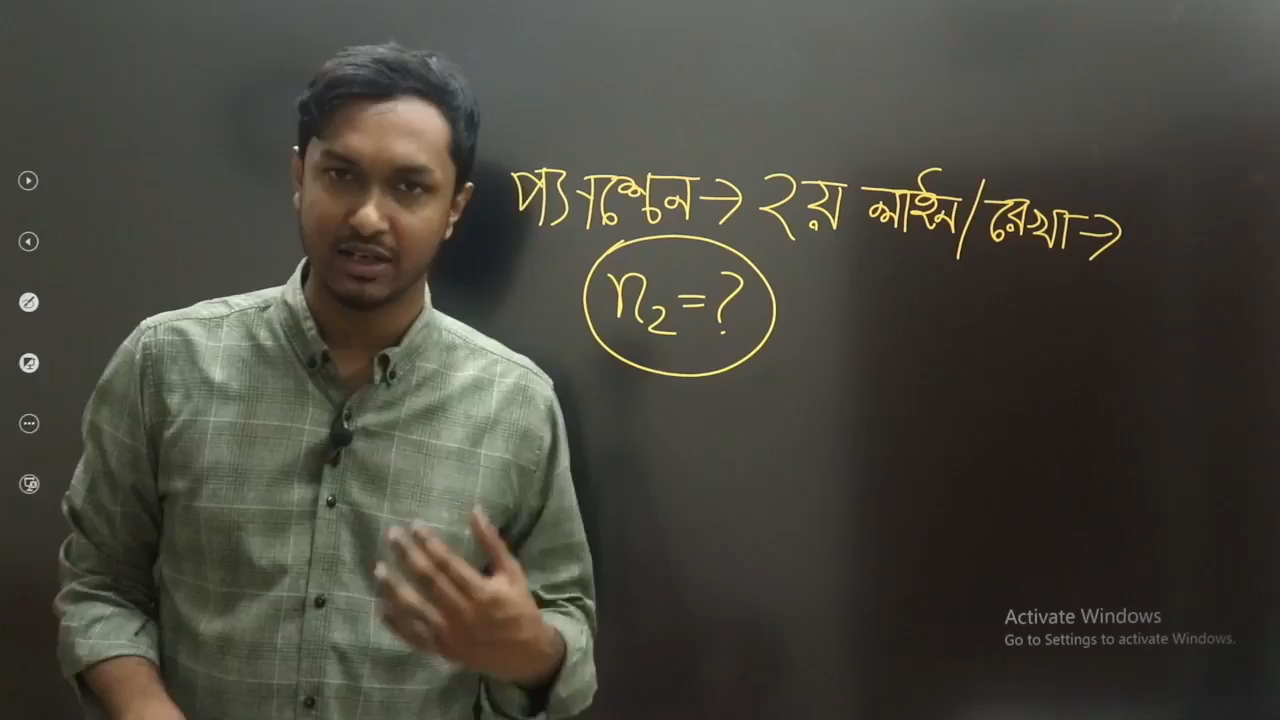 প্যাশ্চেন → ২য় লাইন/রেখা →
n₂ = ?
Activate Windows
Go to Settings to activate Windows.